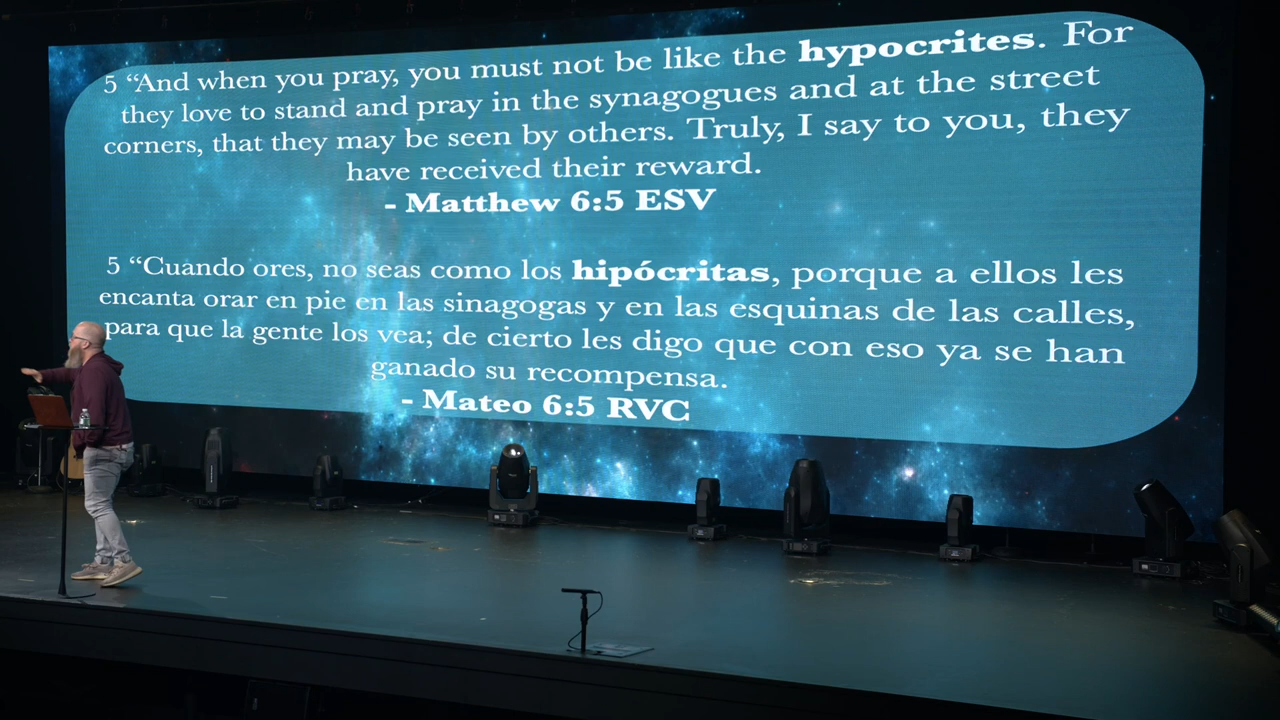 5 “And when you pray, you must not be like the hypocrites. For
they love to stand and pray in the synagogues and at the street
corners, that they may be seen by others. Truly, I say to you, they
have received their reward.
- Matthew 6:5 ESV
5 “Cuando ores, no seas como los hipócritas, porque a ellos les
encanta orar en pie en las sinagogas y en las esquinas de las calles,
para que la gente los vea; de cierto les digo que con eso ya se han
ganado su recompensa.
- Mateo 6:5 RVC